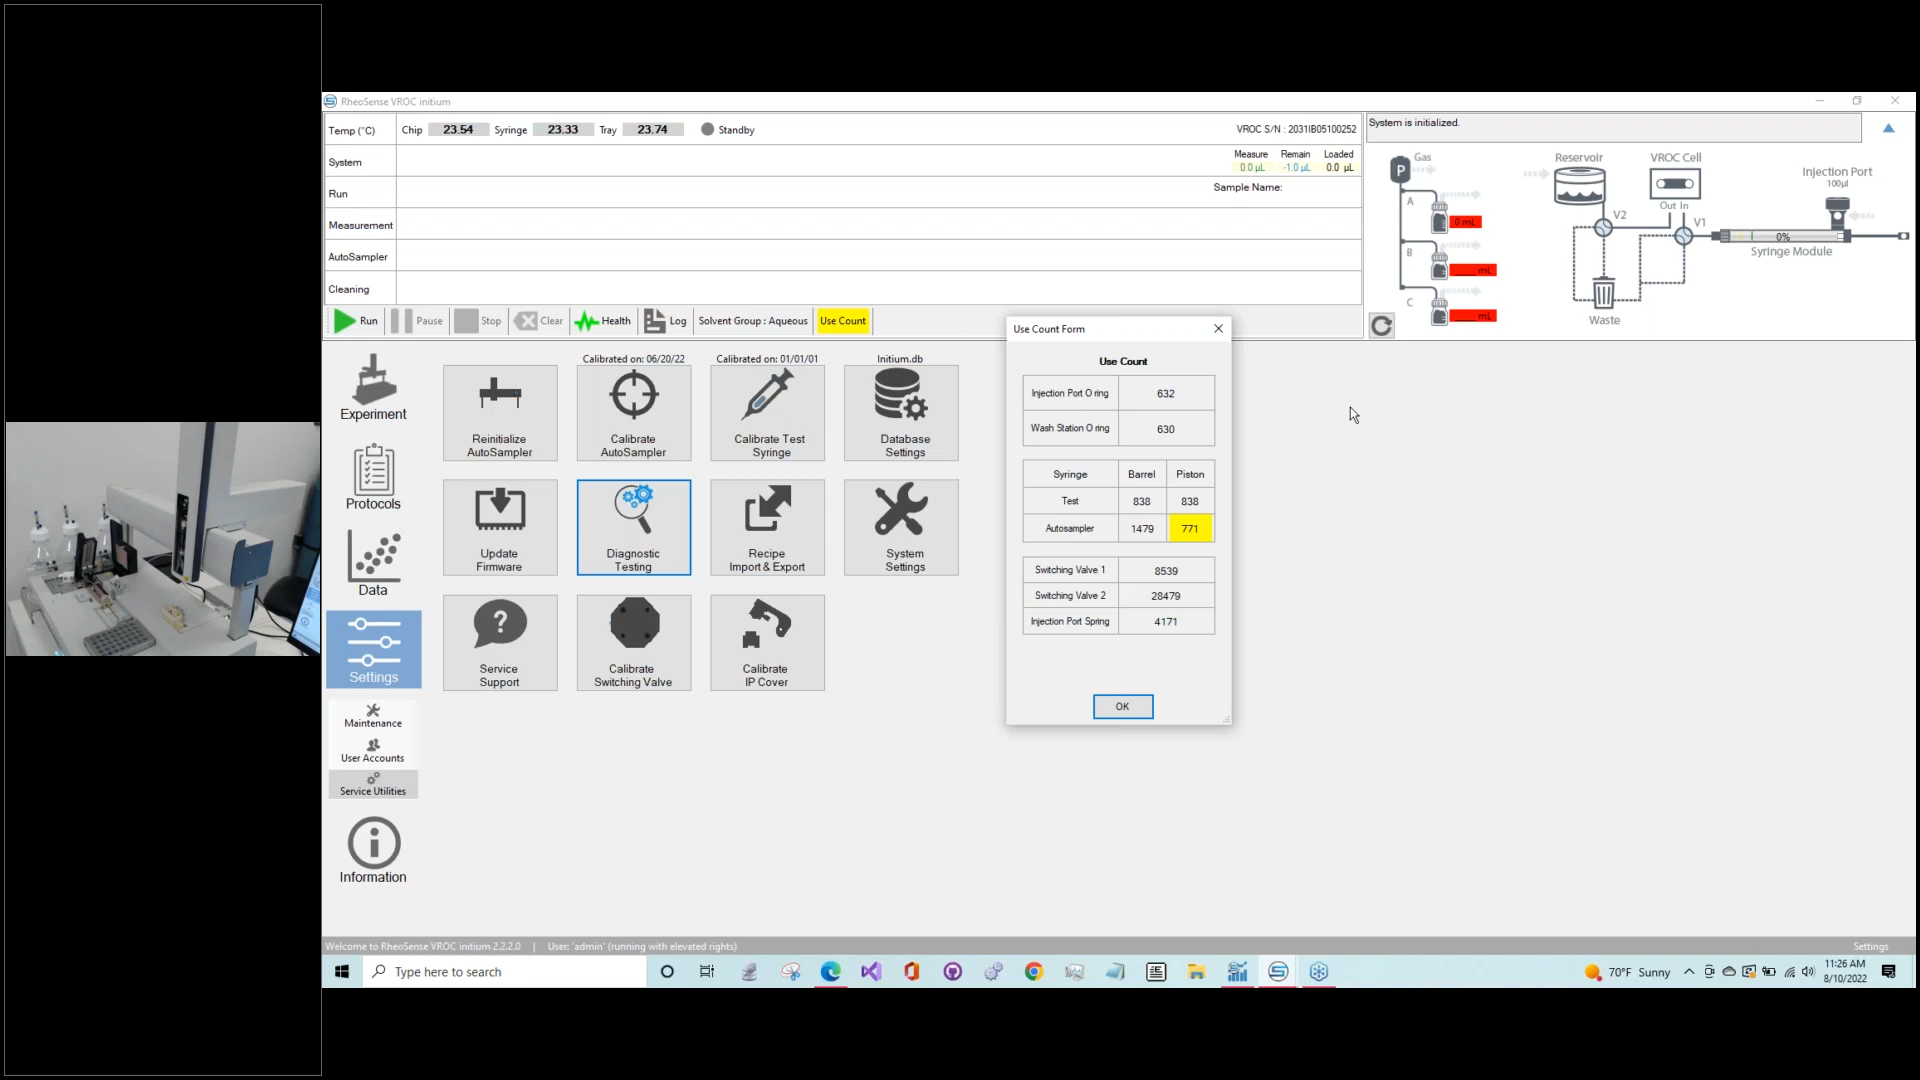 RheoSense VROC initium
Temp (°C) Chip 23.54 Syringe 23.33 Tray 23.74 Standby VROC S/N : 2031IB05100252
System
Measure Remain Loaded
0.0 µL -1.0 µL 0.0 µL
Run Sample Name:
Measurement
AutoSampler
Cleaning
Run Pause Stop Clear Health Log Solvent Group : Aqueous Use Count
System is initialized.
Gas
P
A
0 mL
B
mL
C
mL
Reservoir
VROC Cell
Out In
V2
V1
Injection Port
100µl
0%
Syringe Module
Waste
Experiment
Protocols
Data
Settings
Maintenance
User Accounts
Service Utilities
Information
Calibrated on: 06/20/22 Calibrated on: 01/01/01 Initium.db
Reinitialize
AutoSampler
Calibrate
AutoSampler
Calibrate Test
Syringe
Database
Settings
Update
Firmware
Diagnostic
Testing
Recipe
Import & Export
System
Settings
Service
Support
Calibrate
Switching Valve
Calibrate
IP Cover
Use Count Form
Use Count
Injection Port O ring 632
Wash Station O ring 630
Syringe Barrel Piston
Test 838 838
Autosampler 1479 771
Switching Valve 1 8539
Switching Valve 2 28479
Injection Port Spring 4171
OK
Welcome to RheoSense VROC initium 2.2.2.0 | User: 'admin' (running with elevated rights) Settings
Type here to search
70°F Sunny
11:26 AM
8/10/2022